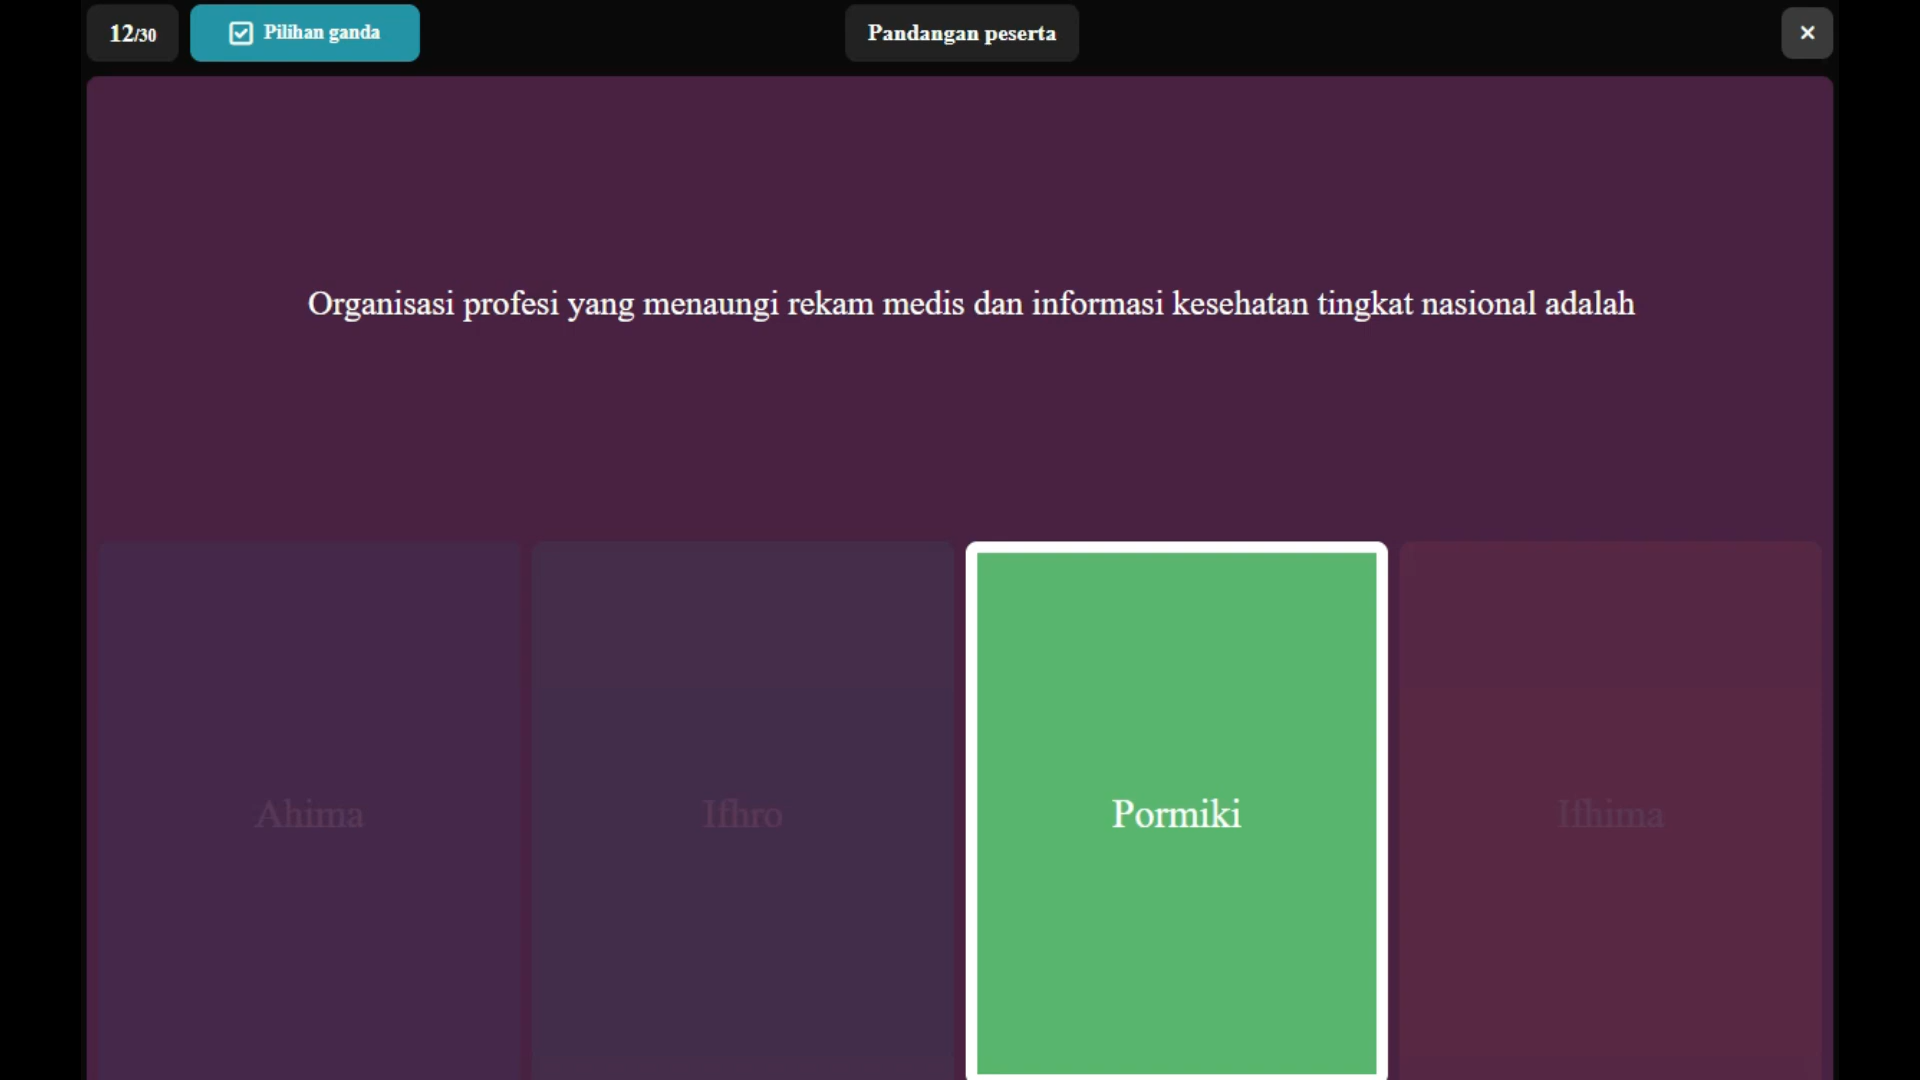 12/30
Pilihan ganda
Pandangan peserta
Organisasi profesi yang menaungi rekam medis dan informasi kesehatan tingkat nasional adalah
Ahima
Ifhro
Pormiki
Ifhima